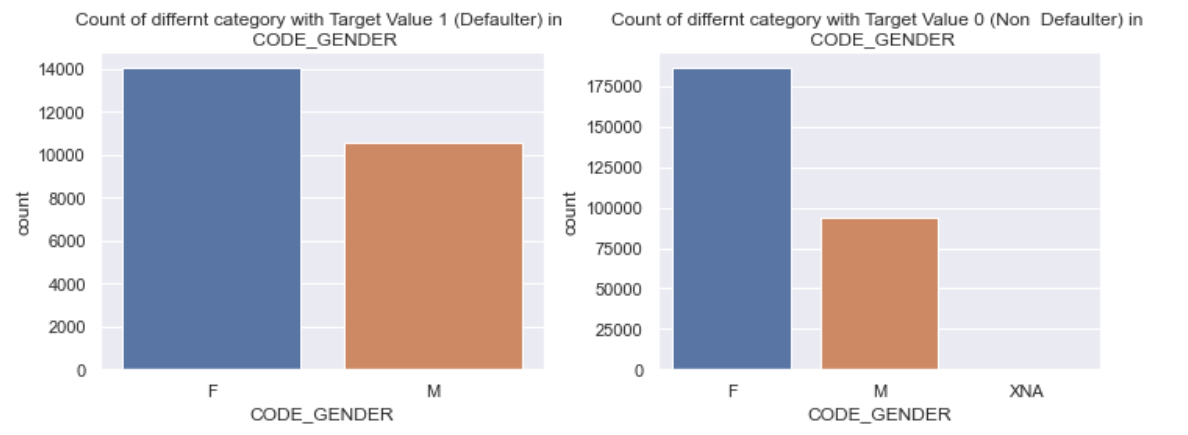 Count of differnt category with Target Value 1 (Defaulter) in
CODE_GENDER
14000
12000
10000
8000
6000
4000
2000
0
count
F
M
CODE_GENDER
Count of differnt category with Target Value 0 (Non  Defaulter) in
CODE_GENDER
175000
150000
125000
100000
75000
50000
25000
0
count
F
M
XNA
CODE_GENDER